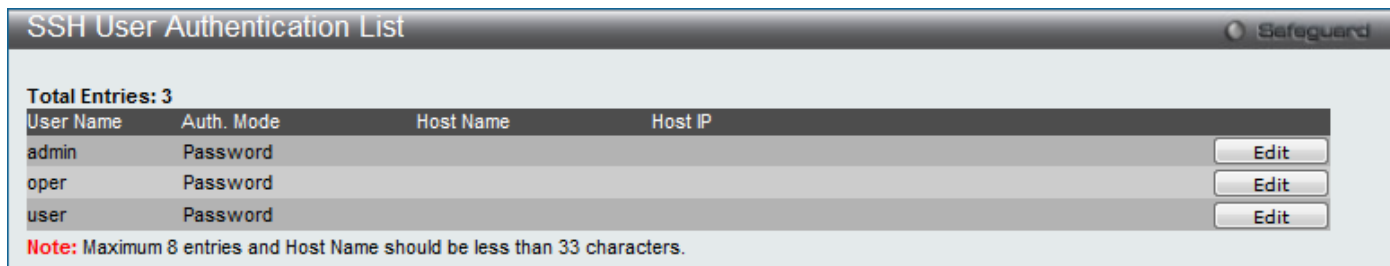 SSH User Authentication List
Safeguard
Total Entries: 3
User Name Auth. Mode Host Name Host IP
admin Password Edit
oper Password Edit
user Password Edit
Note: Maximum 8 entries and Host Name should be less than 33 characters.